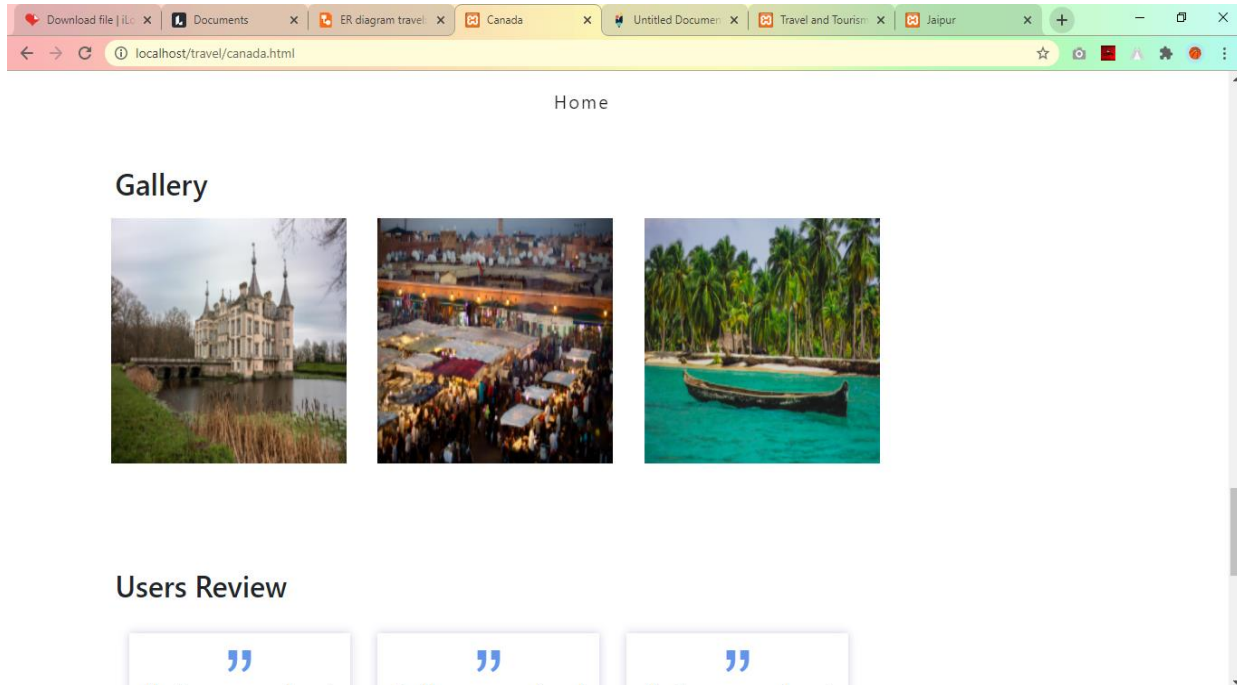 Download file | iLo
Documents
ER diagram travel
Canada
Untitled Documen
Travel and Tourism
Jaipur
localhost/travel/canada.html
Home
Gallery
Users Review